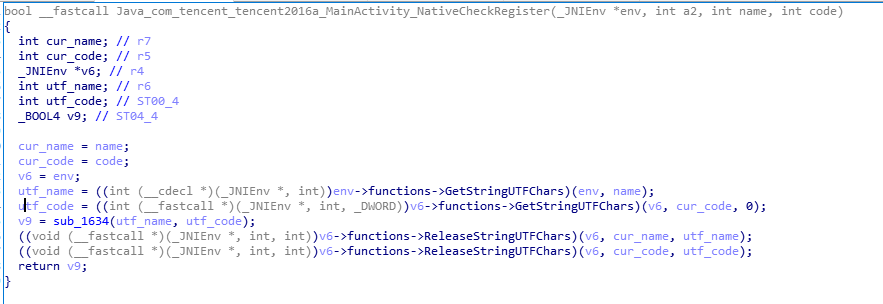 bool __fastcall Java_com_tencent_tencent2016a_MainActivity_NativeCheckRegister(_JNIEnv *env, int a2, int name, int code)
{
int cur_name; // r7
int cur_code; // r5
_JNIEnv *v6; // r4
int utf_name; // r6
int utf_code; // ST00_4
_BOOL4 v9; // ST04_4
cur_name = name;
cur_code = code;
v6 = env;
utf_name = ((int (__cdecl *)(_JNIEnv *, int))env->functions->GetStringUTFChars)(env, name);
utf_code = ((int (__fastcall *)(_JNIEnv *, int, _DWORD))v6->functions->GetStringUTFChars)(v6, cur_code, 0);
v9 = sub_1634(utf_name, utf_code);
((void (__fastcall *)(_JNIEnv *, int, int))v6->functions->ReleaseStringUTFChars)(v6, cur_name, utf_name);
((void (__fastcall *)(_JNIEnv *, int, int))v6->functions->ReleaseStringUTFChars)(v6, cur_code, utf_code);
return v9;
}